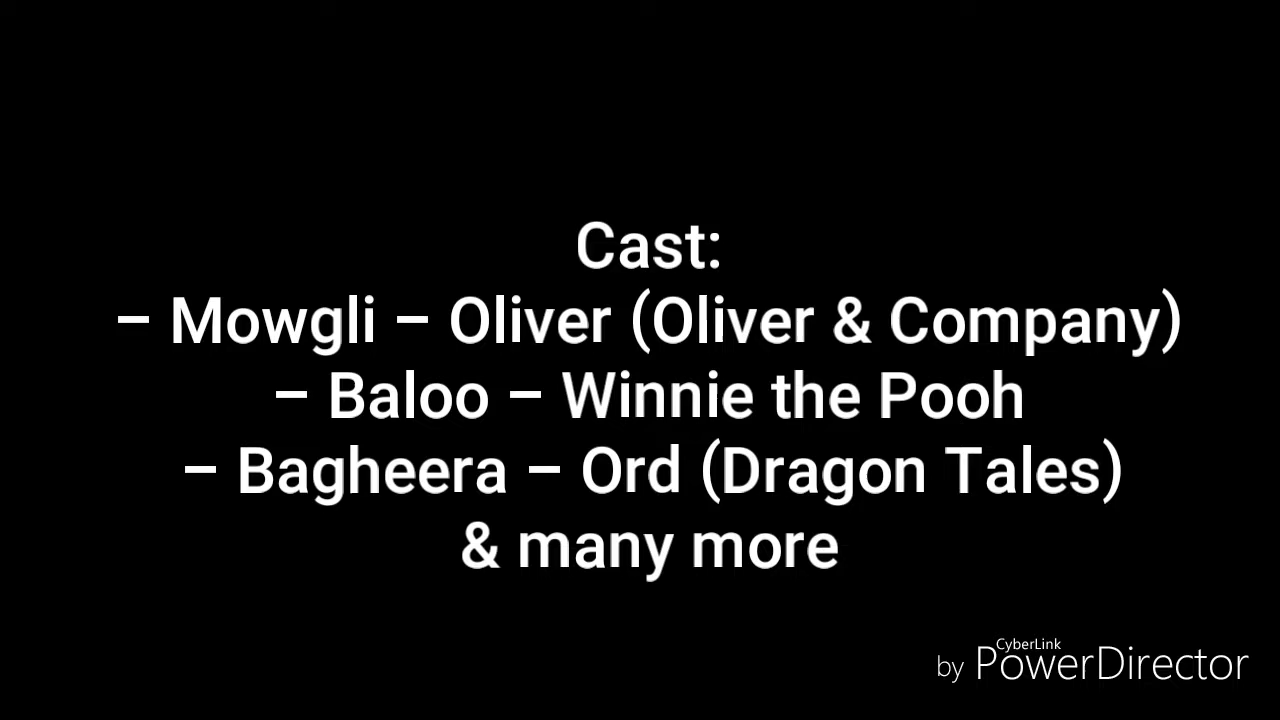 Cast:
– Mowgli – Oliver (Oliver & Company)
– Baloo – Winnie the Pooh
– Bagheera – Ord (Dragon Tales)
& many more
CyberLink
by PowerDirector